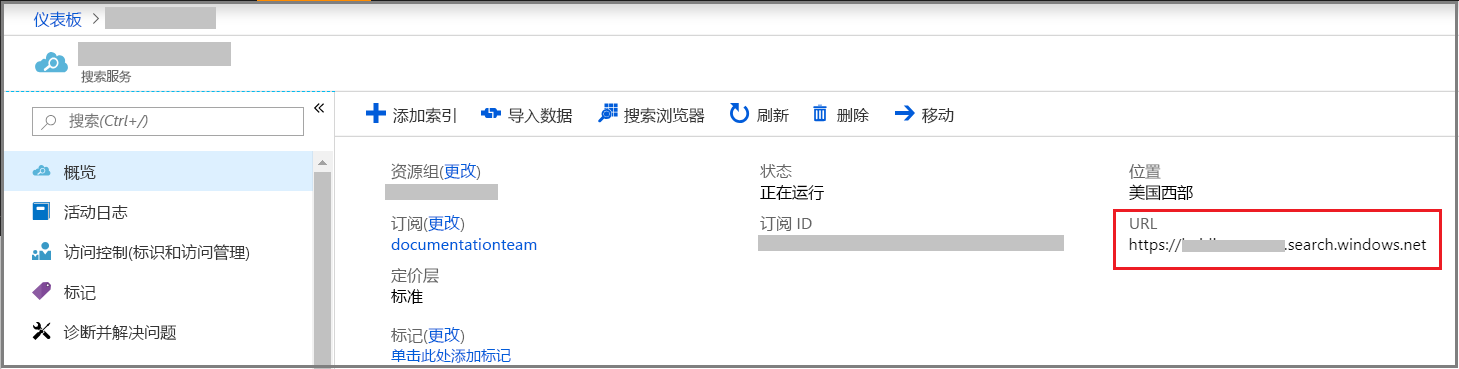 仪表板 >
搜索服务
搜索(Ctrl+/)
«
概览
活动日志
访问控制(标识和访问管理)
标记
诊断并解决问题
添加索引 导入数据 搜索浏览器 刷新 删除 移动
资源组(更改)
订阅(更改)
documentationteam
定价层
标准
标记(更改)
单击此处添加标记
状态
正在运行
订阅 ID
位置
美国西部
URL
https:// .search.windows.net